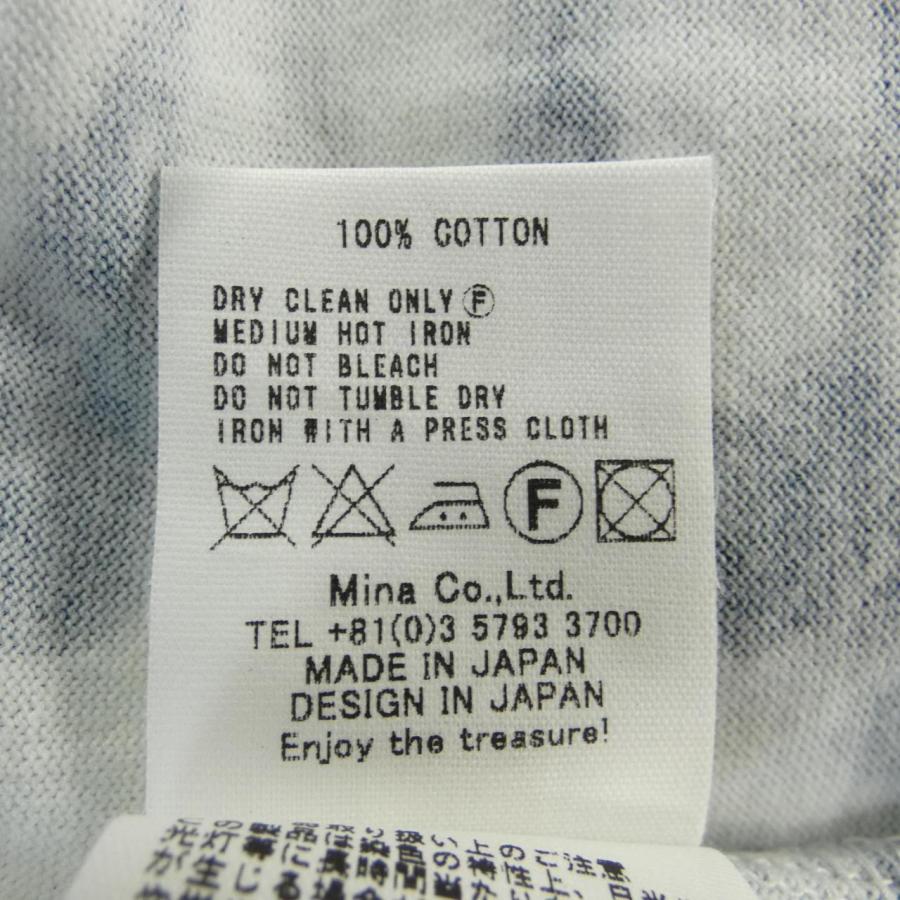 100% COTTON
DRY CLEAN ONLY Ⓕ
MEDIUM HOT IRON
DO NOT BLEACH
DO NOT TUMBLE DRY
IRON WITH A PRESS CLOTH
F
Mina Co.,Ltd.
TEL +81(0)3 5793 3700
MADE IN JAPAN
DESIGN IN JAPAN
Enjoy the treasure!